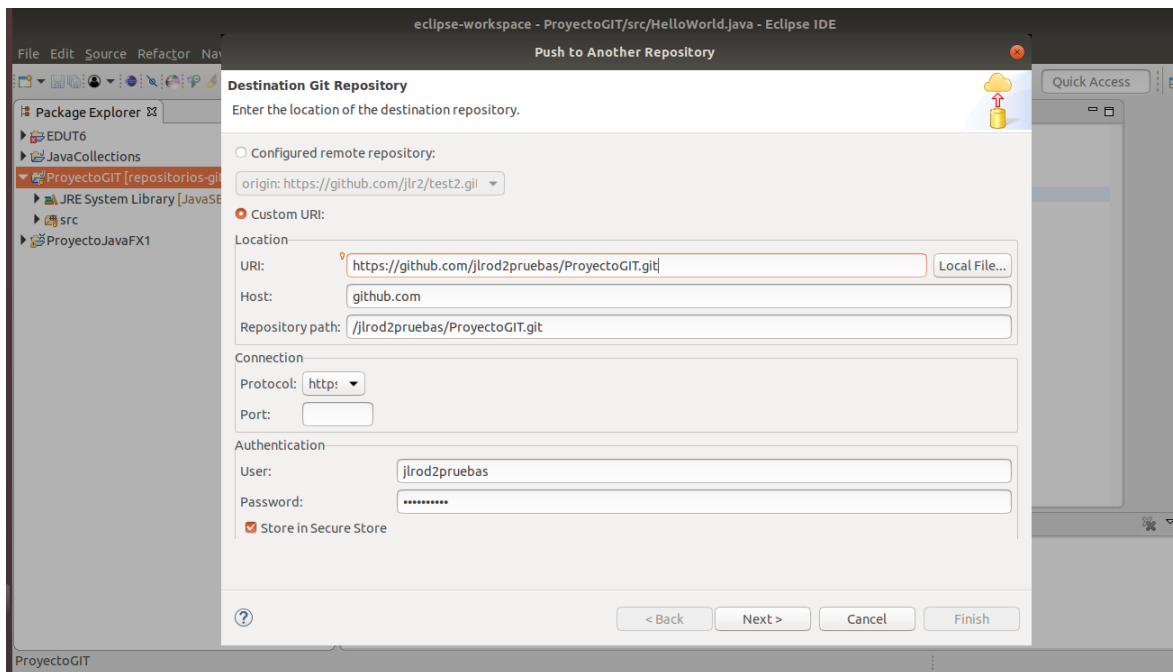 eclipse-workspace - ProyectoGIT/src/HelloWorld.java - Eclipse IDE
File Edit Source Refactor Nav
Push to Another Repository
Quick Access
Destination Git Repository
Enter the location of the destination repository.
Package Explorer
EDUT6
JavaCollections
ProyectoGIT [repositorios-gi
JRE System Library [JavaSE
src
ProyectoJavaFX1
Configured remote repository:
origin: https://github.com/jlr2/test2.gi
Custom URI:
Location
URI: https://github.com/jlrod2pruebas/ProyectoGIT.git Local File...
Host: github.com
Repository path: /jlrod2pruebas/ProyectoGIT.git
Connection
Protocol: https
Port:
Authentication
User: jlrod2pruebas
Password: ••••••••••
Store in Secure Store
? < Back Next > Cancel Finish
ProyectoGIT